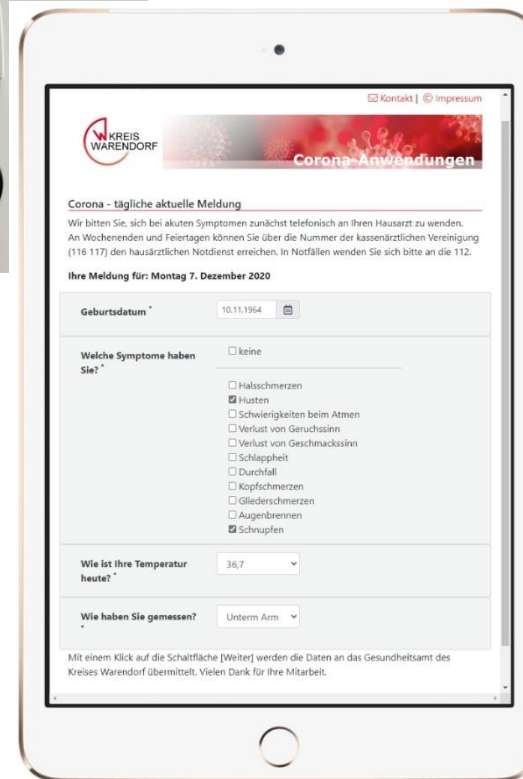 Kontakt | © Impressum
KREIS
WARENDORF
Corona-Anwendungen
Corona - tägliche aktuelle Meldung
Wir bitten Sie, sich bei akuten Symptomen zunächst telefonisch an Ihren Hausarzt zu wenden.
An Wochenenden und Feiertagen können Sie über die Nummer der kassenärztlichen Vereinigung
(116 117) den hausärztlichen Notdienst erreichen. In Notfällen wenden Sie sich bitte an die 112.
Ihre Meldung für: Montag 7. Dezember 2020
Geburtsdatum * 10.11.1964
Welche Symptome haben
Sie? *
keine
Halsschmerzen
Husten
Schwierigkeiten beim Atmen
Verlust von Geruchssinn
Verlust von Geschmackssinn
Schlappheit
Durchfall
Kopfschmerzen
Gliederschmerzen
Augenbrennen
Schnupfen
Wie ist Ihre Temperatur
heute? *
36,7
Wie haben Sie gemessen?
*
Unterm Arm
Mit einem Klick auf die Schaltfläche [Weiter] werden die Daten an das Gesundheitsamt des
Kreises Warendorf übermittelt. Vielen Dank für Ihre Mitarbeit.